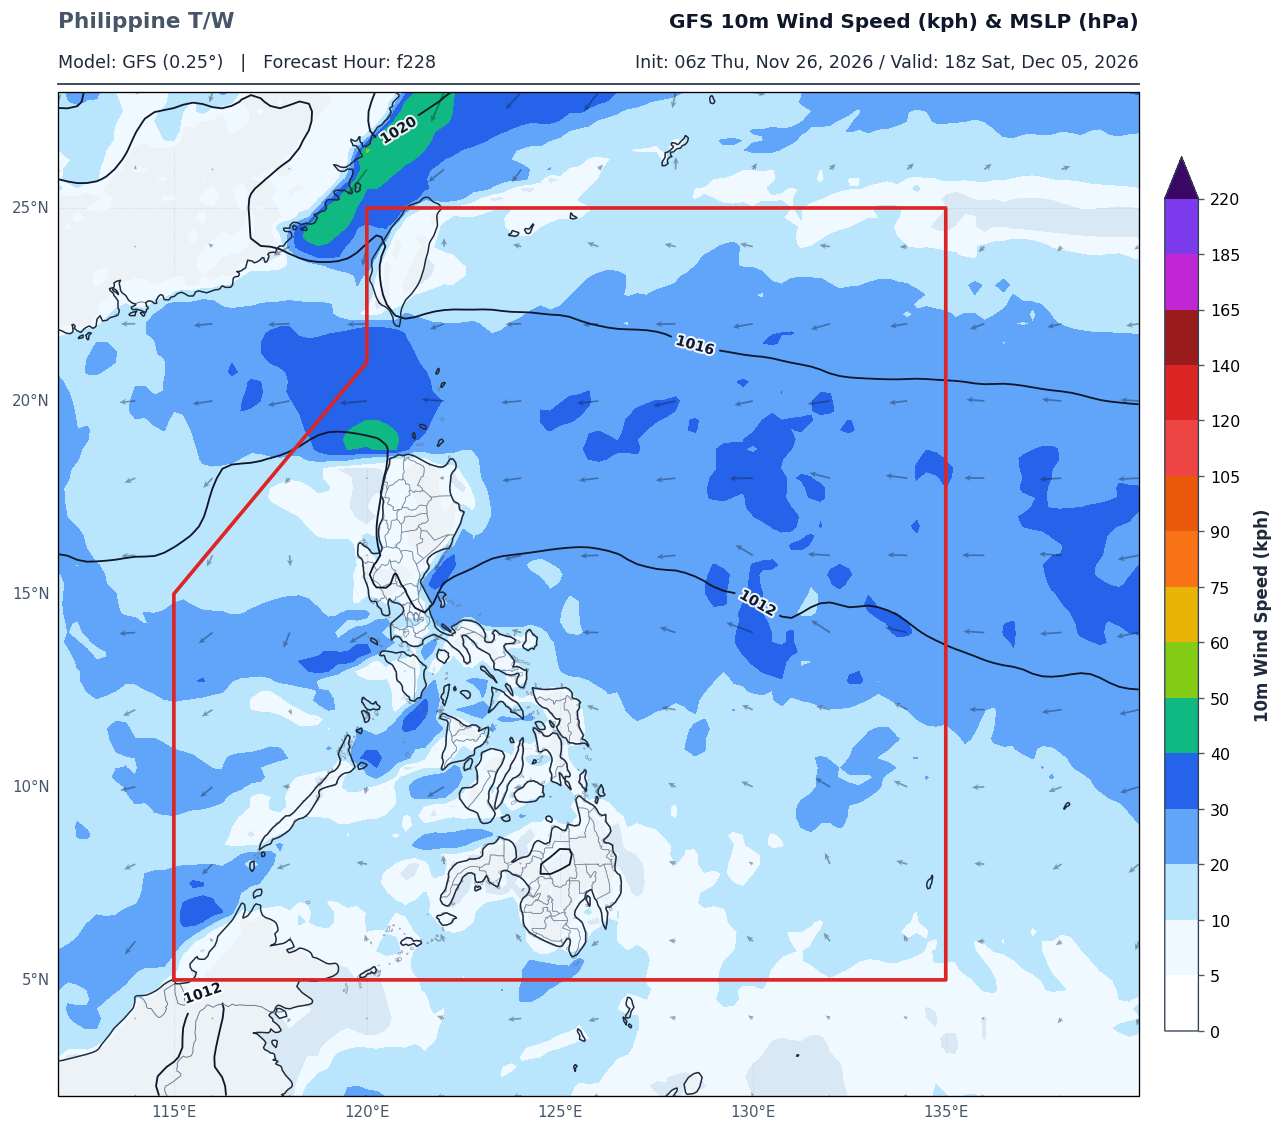 Philippine T/W
GFS 10m Wind Speed (kph) & MSLP (hPa)
Model: GFS (0.25°) | Forecast Hour: f228
Init: 06z Thu, Nov 26, 2026 / Valid: 18z Sat, Dec 05, 2026
1020
1016
1012
1012
25°N
20°N
15°N
10°N
5°N
115°E
120°E
125°E
130°E
135°E
220
185
165
140
120
105
90
75
60
50
40
30
20
10
5
0
10m Wind Speed (kph)